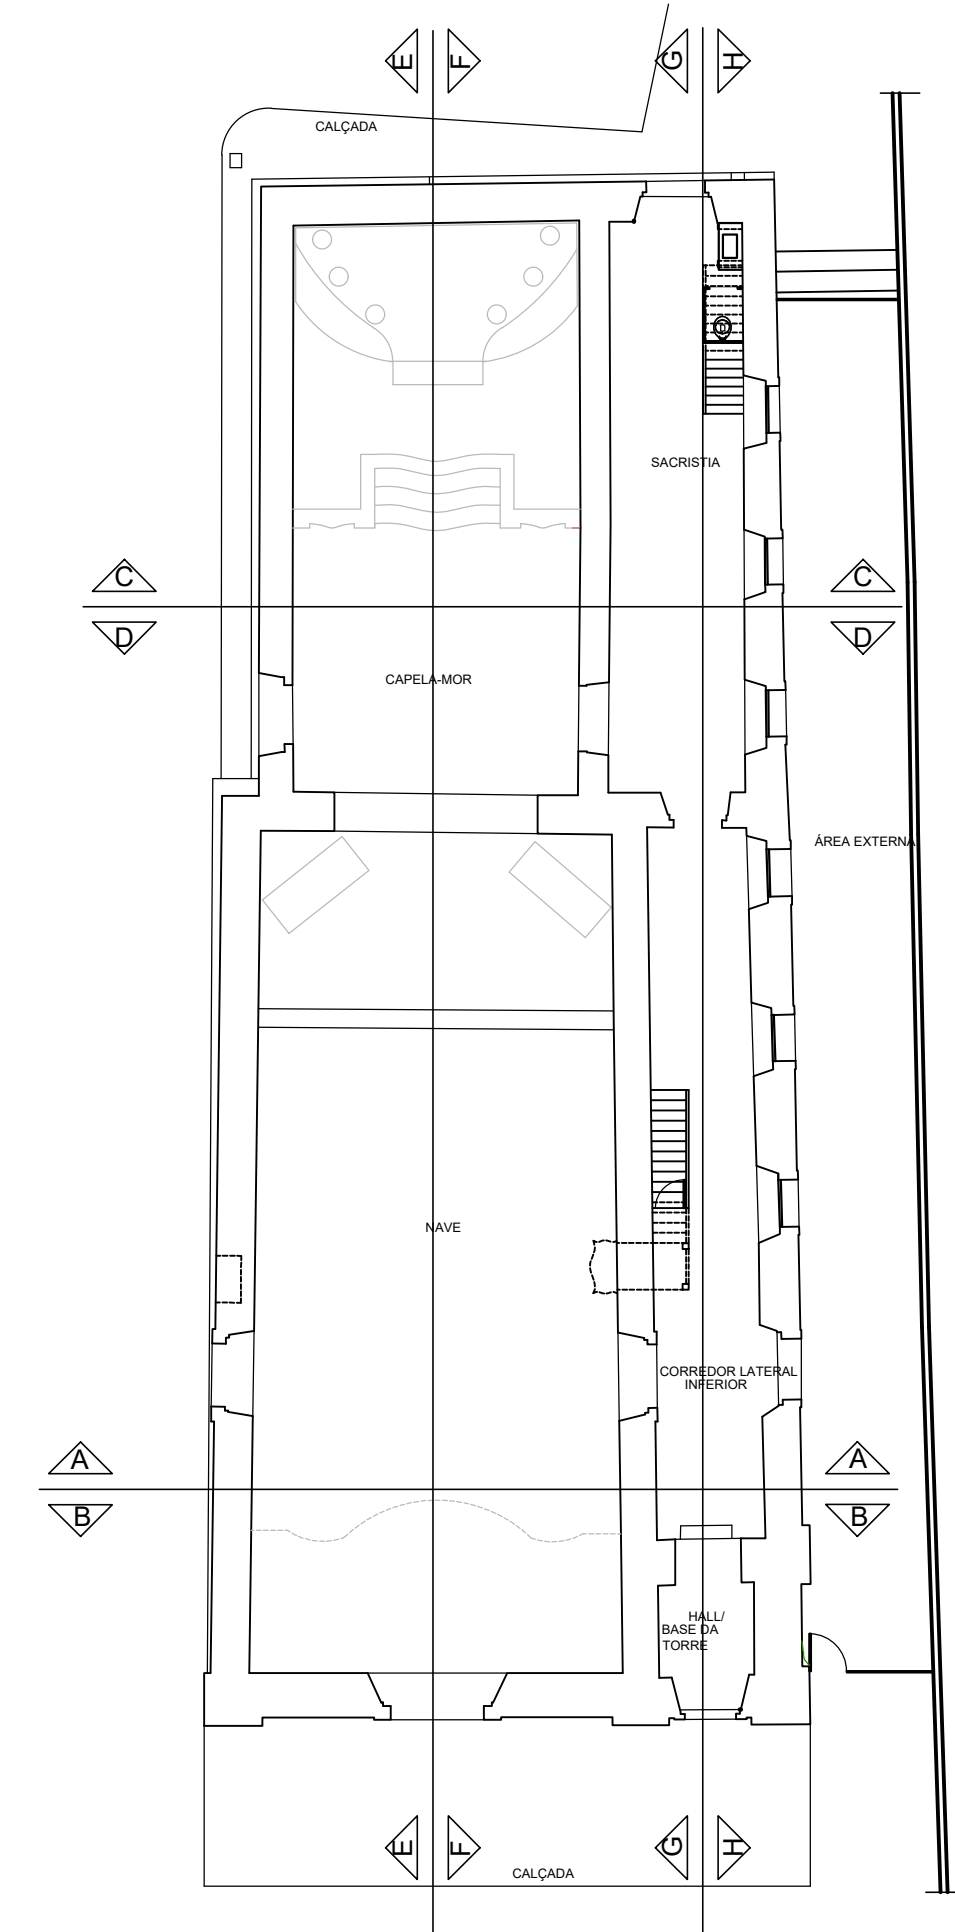 E F G H
CALÇADA
SACRISTIA
C C
D D
CAPELA-MOR
ÁREA EXTERNA
NAVE
CORREDOR LATERAL
INFERIOR
A A
B B
HALL/
BASE DA
TORRE
E F G H
CALÇADA